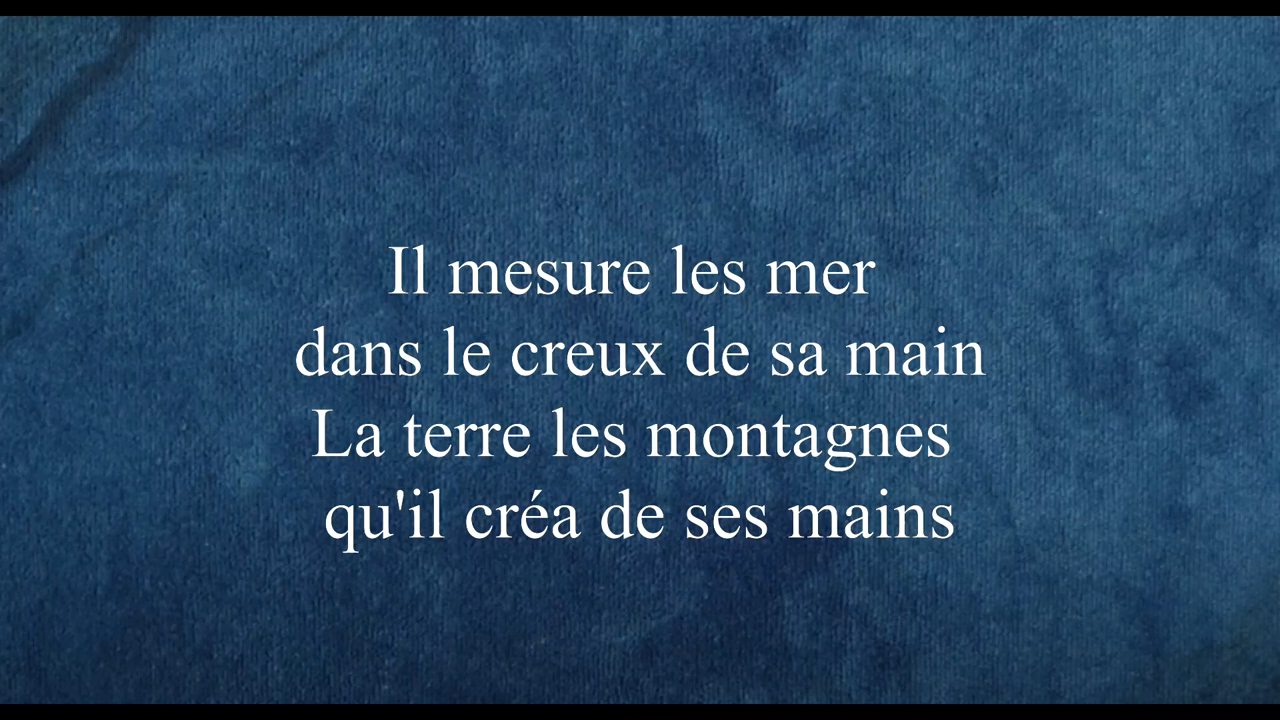 Il mesure les mer
dans le creux de sa main
La terre les montagnes
qu'il créa de ses mains